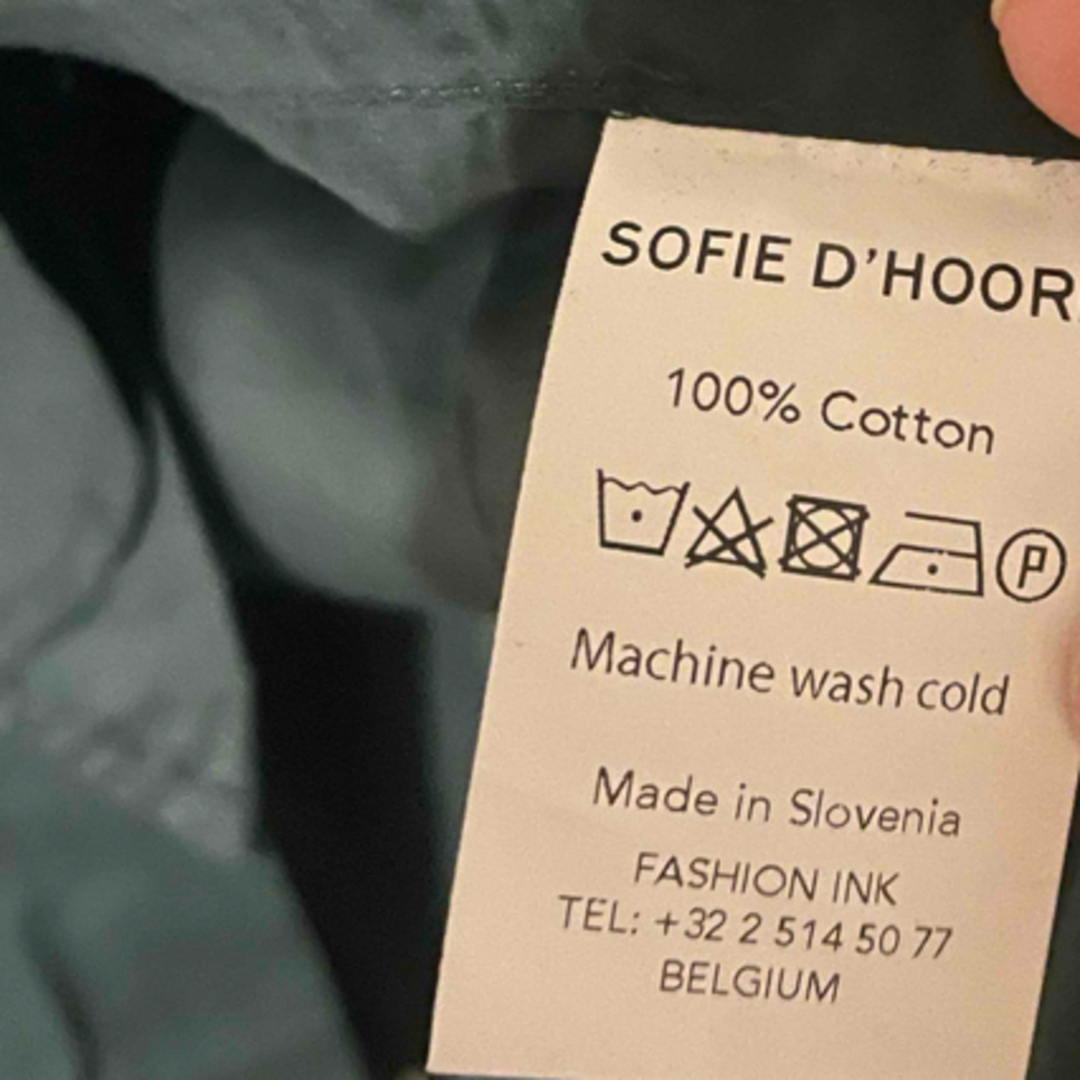 SOFIE D'HOOR
100% Cotton
P
Machine wash cold
Made in Slovenia
FASHION INK
TEL: +32 2 514 50 77
BELGIUM